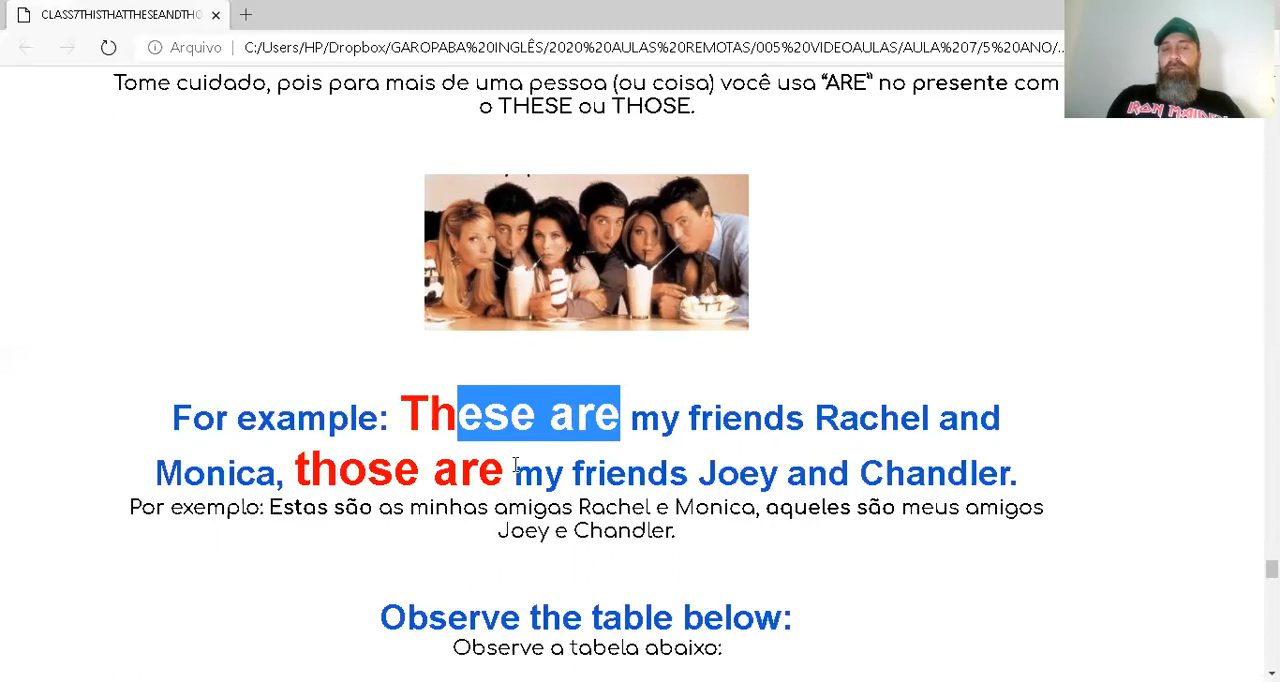 CLASS7THISTHATTHESEANDTHO
Arquivo
C:/Users/HP/Dropbox/GAROPABA%20INGLÊS/2020%20AULAS%20REMOTAS/005%20VIDEOAULAS/AULA%207/5%20ANO/...
IRON MAIDEN
Tome cuidado, pois para mais de uma pessoa (ou coisa) você usa “ARE” no presente com
o THESE ou THOSE.
For example: These are my friends Rachel and
Monica, those are my friends Joey and Chandler.
Por exemplo: Estas são as minhas amigas Rachel e Monica, aqueles são meus amigos
Joey e Chandler.
Observe the table below:
Observe a tabela abaixo: